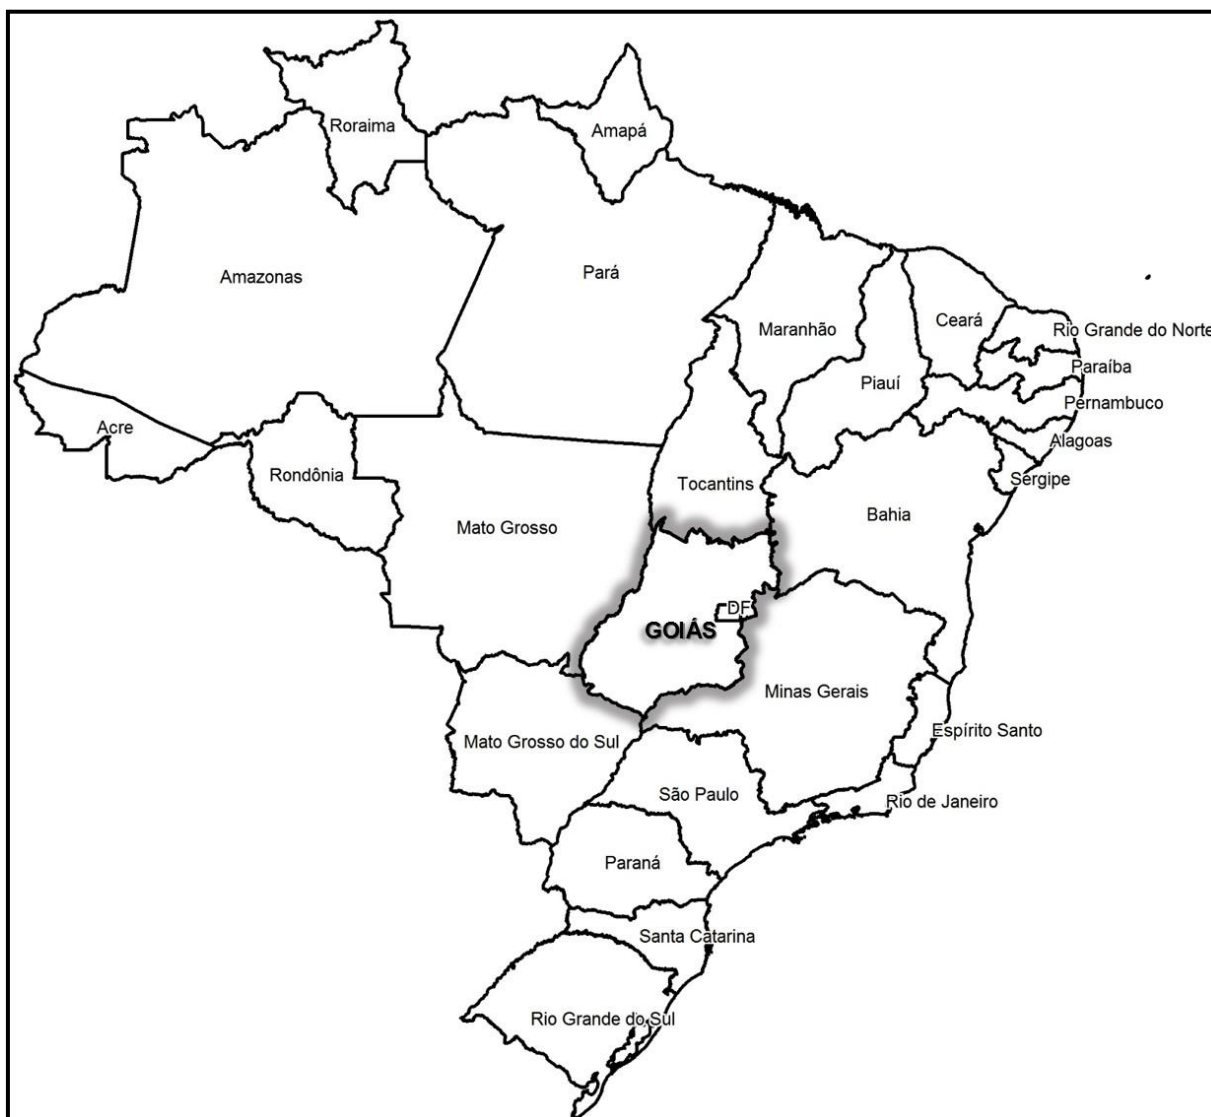 Roraima
Amapá
Amazonas
Pará
Maranhão
Ceará
Rio Grande do Norte
Paraíba
Piauí
Pernambuco
Acre
Alagoas
Rondônia
Sergipe
Tocantins
Bahia
Mato Grosso
DF
GOIÁS
Minas Gerais
Espírito Santo
Mato Grosso do Sul
São Paulo
Rio de Janeiro
Paraná
Santa Catarina
Rio Grande do Sul